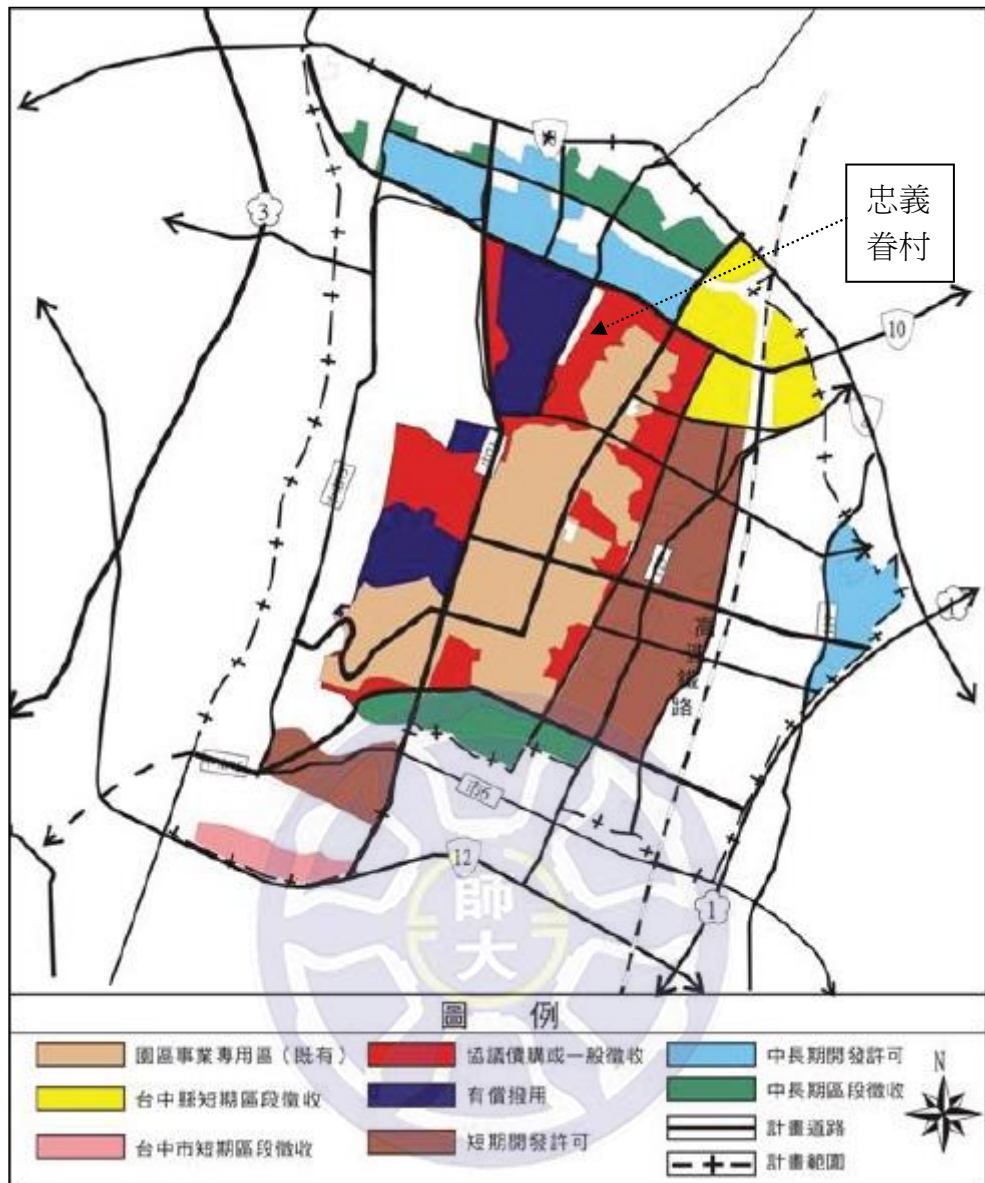 忠義
眷村
3
10
1
高速鐵路
12
1
師
大
圖 例
園區事業專用區（既有）
協議價購或一般徵收
中長期開發許可
N
台中縣短期區段徵收
有償撥用
中長期區段徵收
計畫道路
台中市短期區段徵收
短期開發許可
計畫範圍